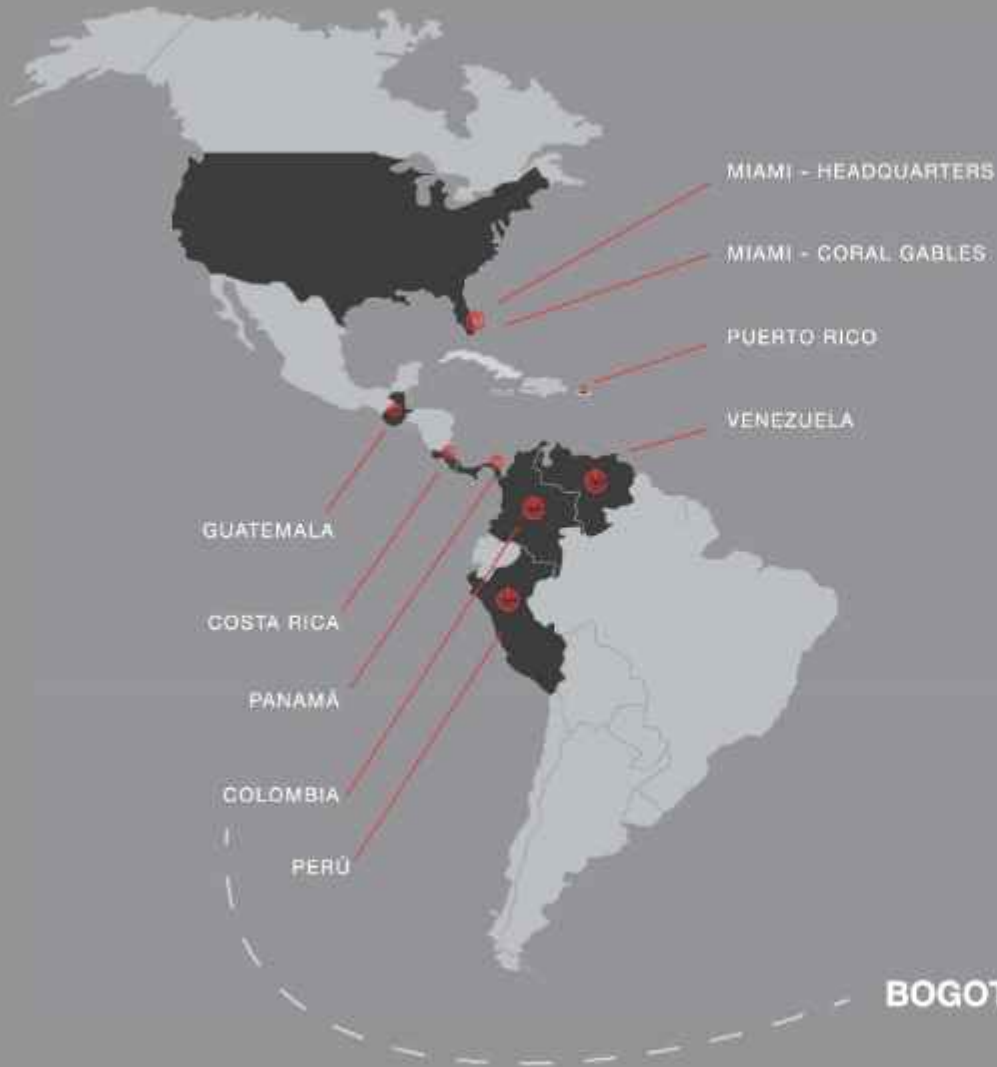 MIAMI - HEADQUARTERS
MIAMI - CORAL GABLES
PUERTO RICO
VENEZUELA
GUATEMALA
COSTA RICA
PANAMÁ
COLOMBIA
PERÚ
BOGOT